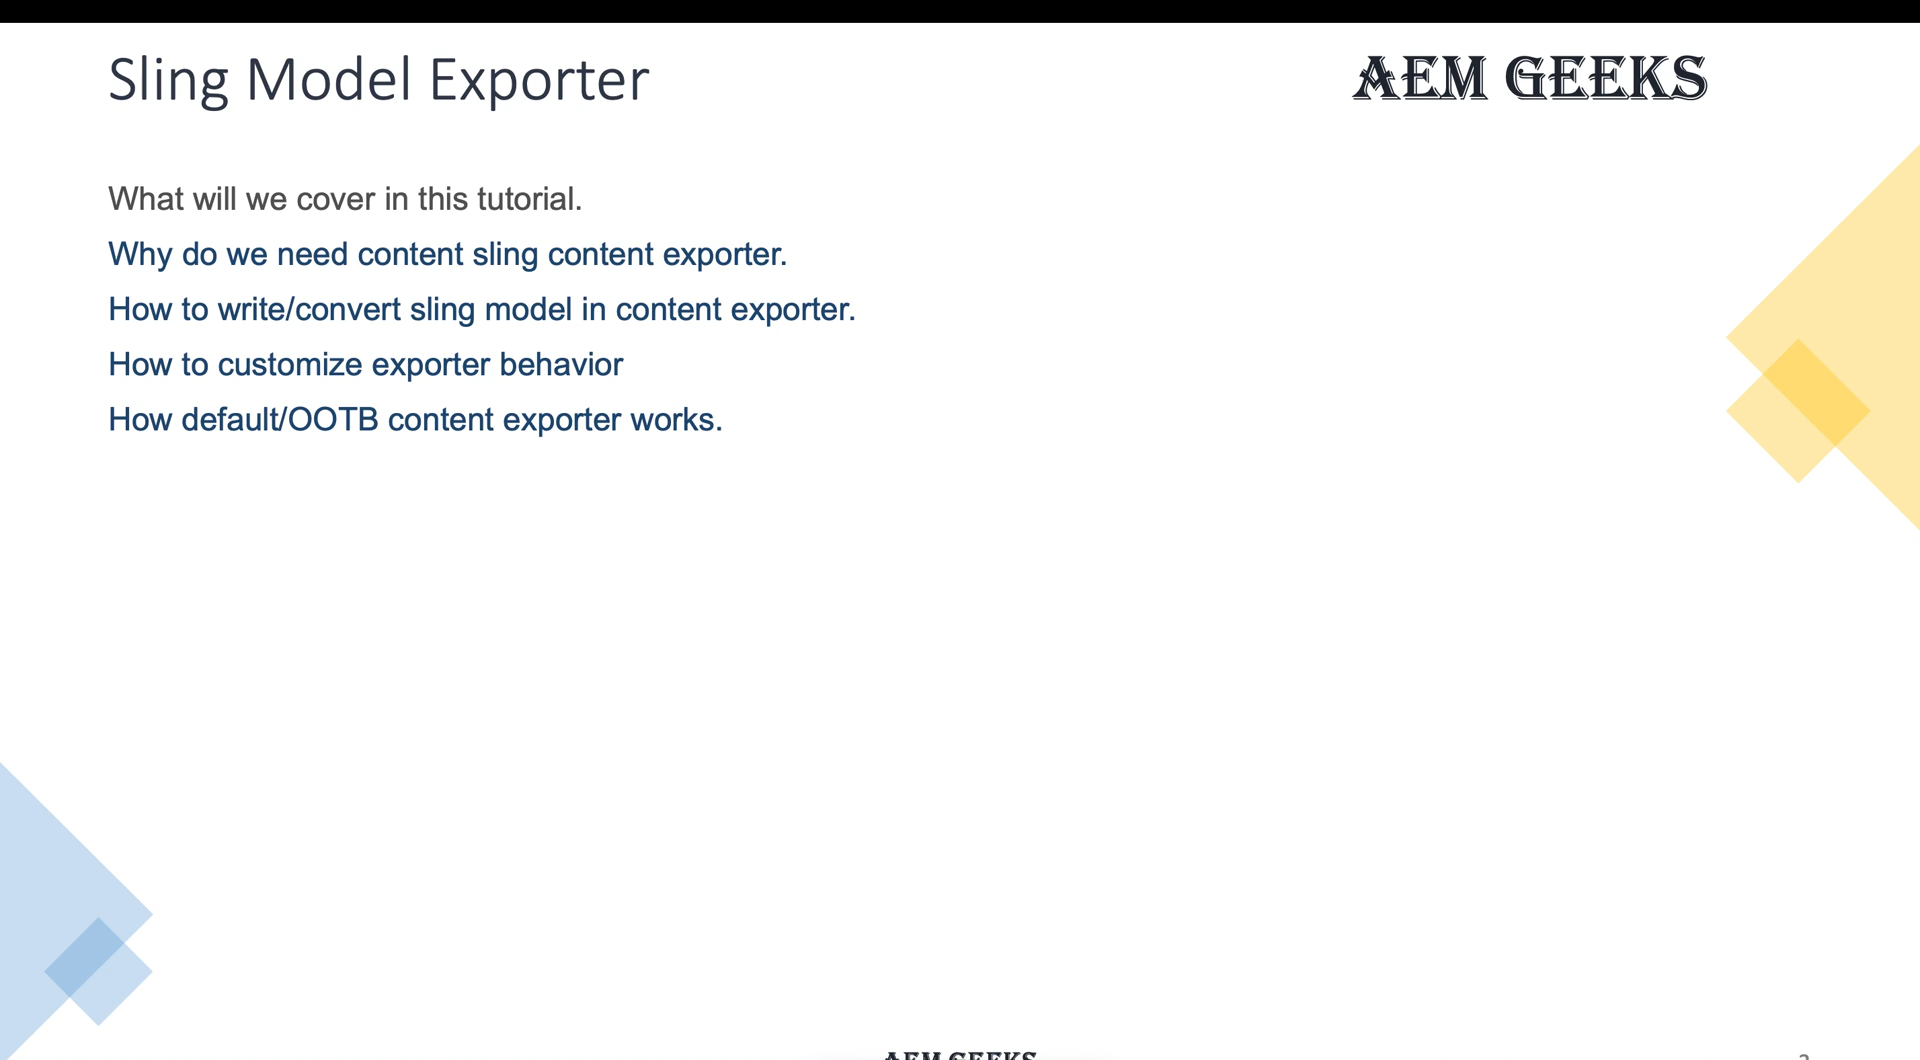 Sling Model Exporter
AEM GEEKS
What will we cover in this tutorial.
Why do we need content sling content exporter.
How to write/convert sling model in content exporter.
How to customize exporter behavior
How default/OOTB content exporter works.
AEM GEEKS